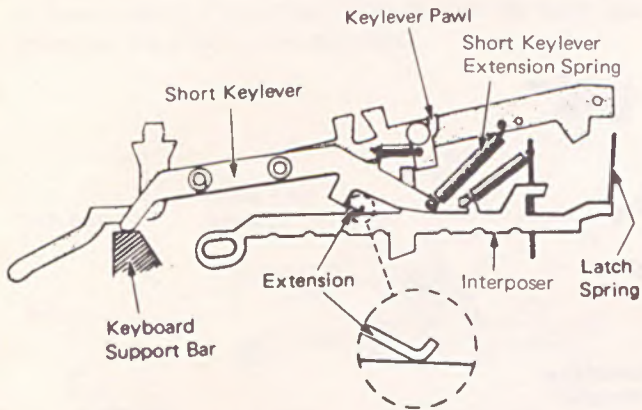 Keylever Pawl
Short Keylever
Extension Spring
Short Keylever
Extension
Interposer
Latch
Spring
Keyboard
Support Bar